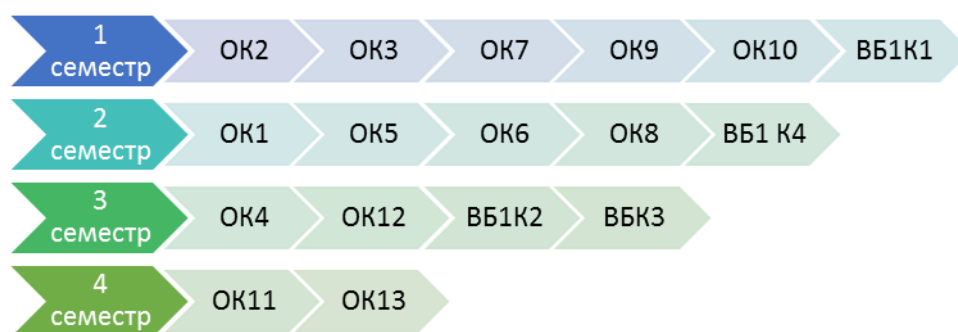 1 семестр ОК2 ОК3 ОК7 ОК9 ОК10 ВБ1К1
2 семестр ОК1 ОК5 ОК6 ОК8 ВБ1 К4
3 семестр ОК4 ОК12 ВБ1К2 ВБК3
4 семестр ОК11 ОК13